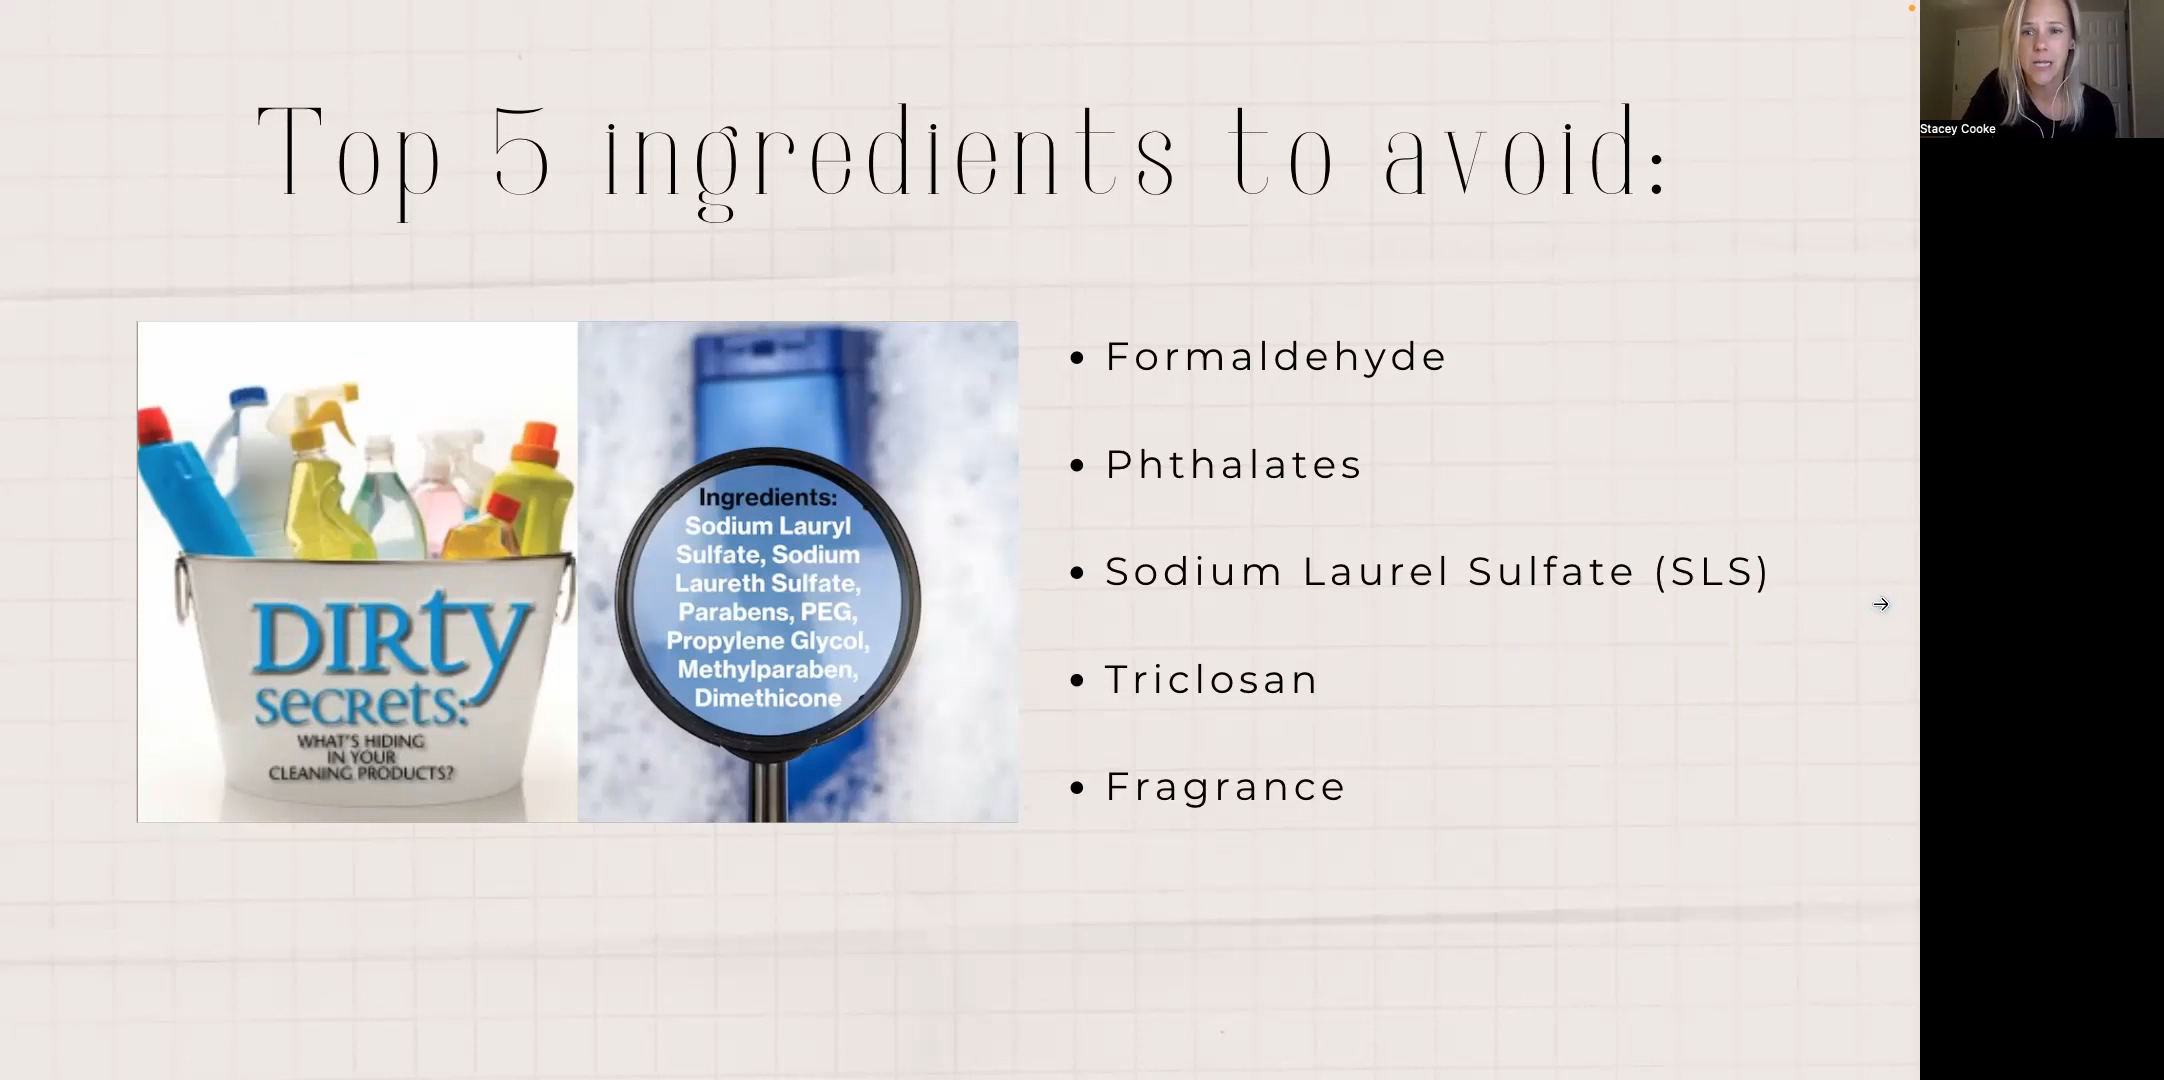 Top 5 ingredients to avoid:
Stacey Cooke
DIRty
secRets:
WHAT'S HIDING
IN YOUR
CLEANING PRODUCTS?
Ingredients:
Sodium Lauryl
Sulfate, Sodium
Laureth Sulfate,
Parabens, PEG,
Propylene Glycol,
Methylparaben,
Dimethicone
• Formaldehyde
• Phthalates
• Sodium Laurel Sulfate (SLS)
• Triclosan
• Fragrance